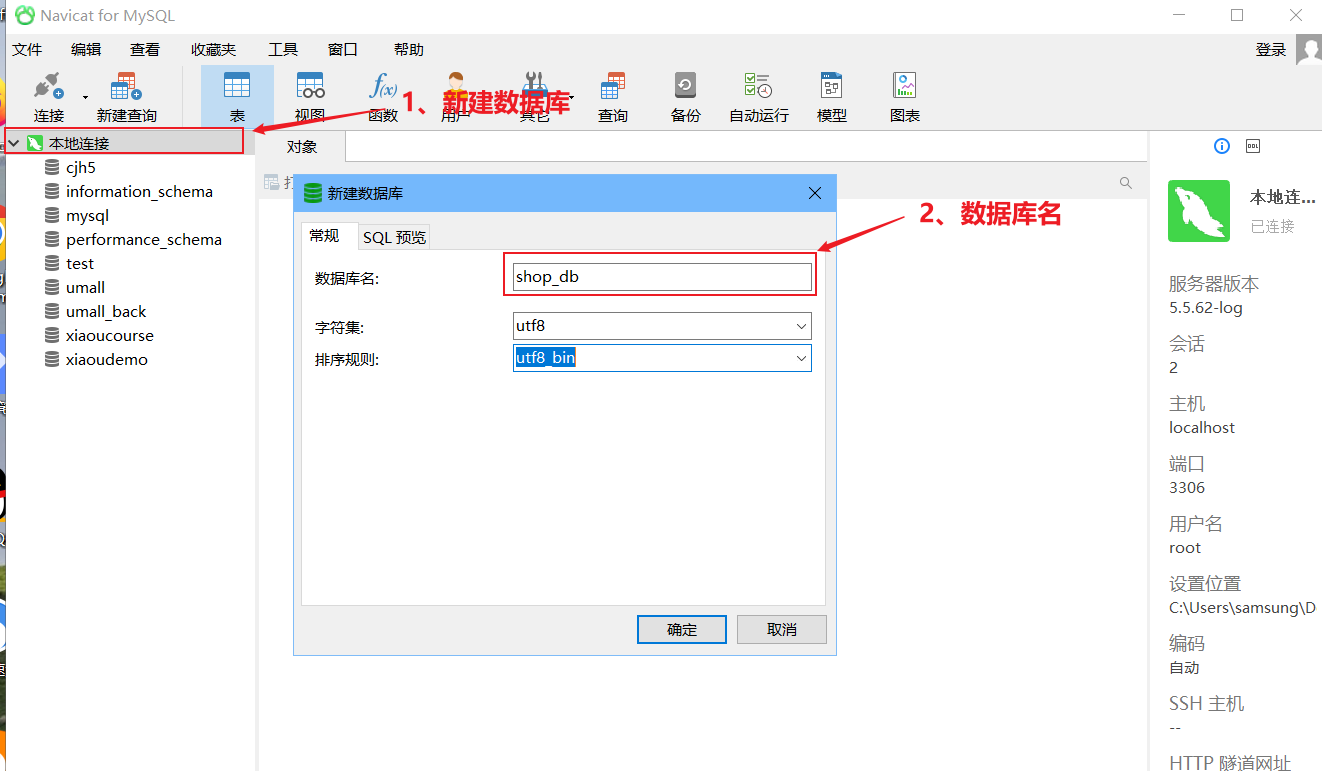 Navicat for MySQL
文件 编辑 查看 收藏夹 工具 窗口 帮助 登录
连接 新建查询 表 视图 函数 用户 其它 查询 备份 自动运行 模型 图表
1、新建数据库
本地连接
cjh5
information_schema
mysql
performance_schema
test
umall
umall_back
xiaoucourse
xiaoudemo
对象
新建数据库
常规 SQL 预览
数据库名: shop_db
字符集: utf8
排序规则: utf8_bin
确定 取消
2、数据库名
DDL
本地连...
已连接
服务器版本
5.5.62-log
会话
2
主机
localhost
端口
3306
用户名
root
设置位置
C:\Users\samsung\D
编码
自动
SSH 主机
--
HTTP 隧道网址